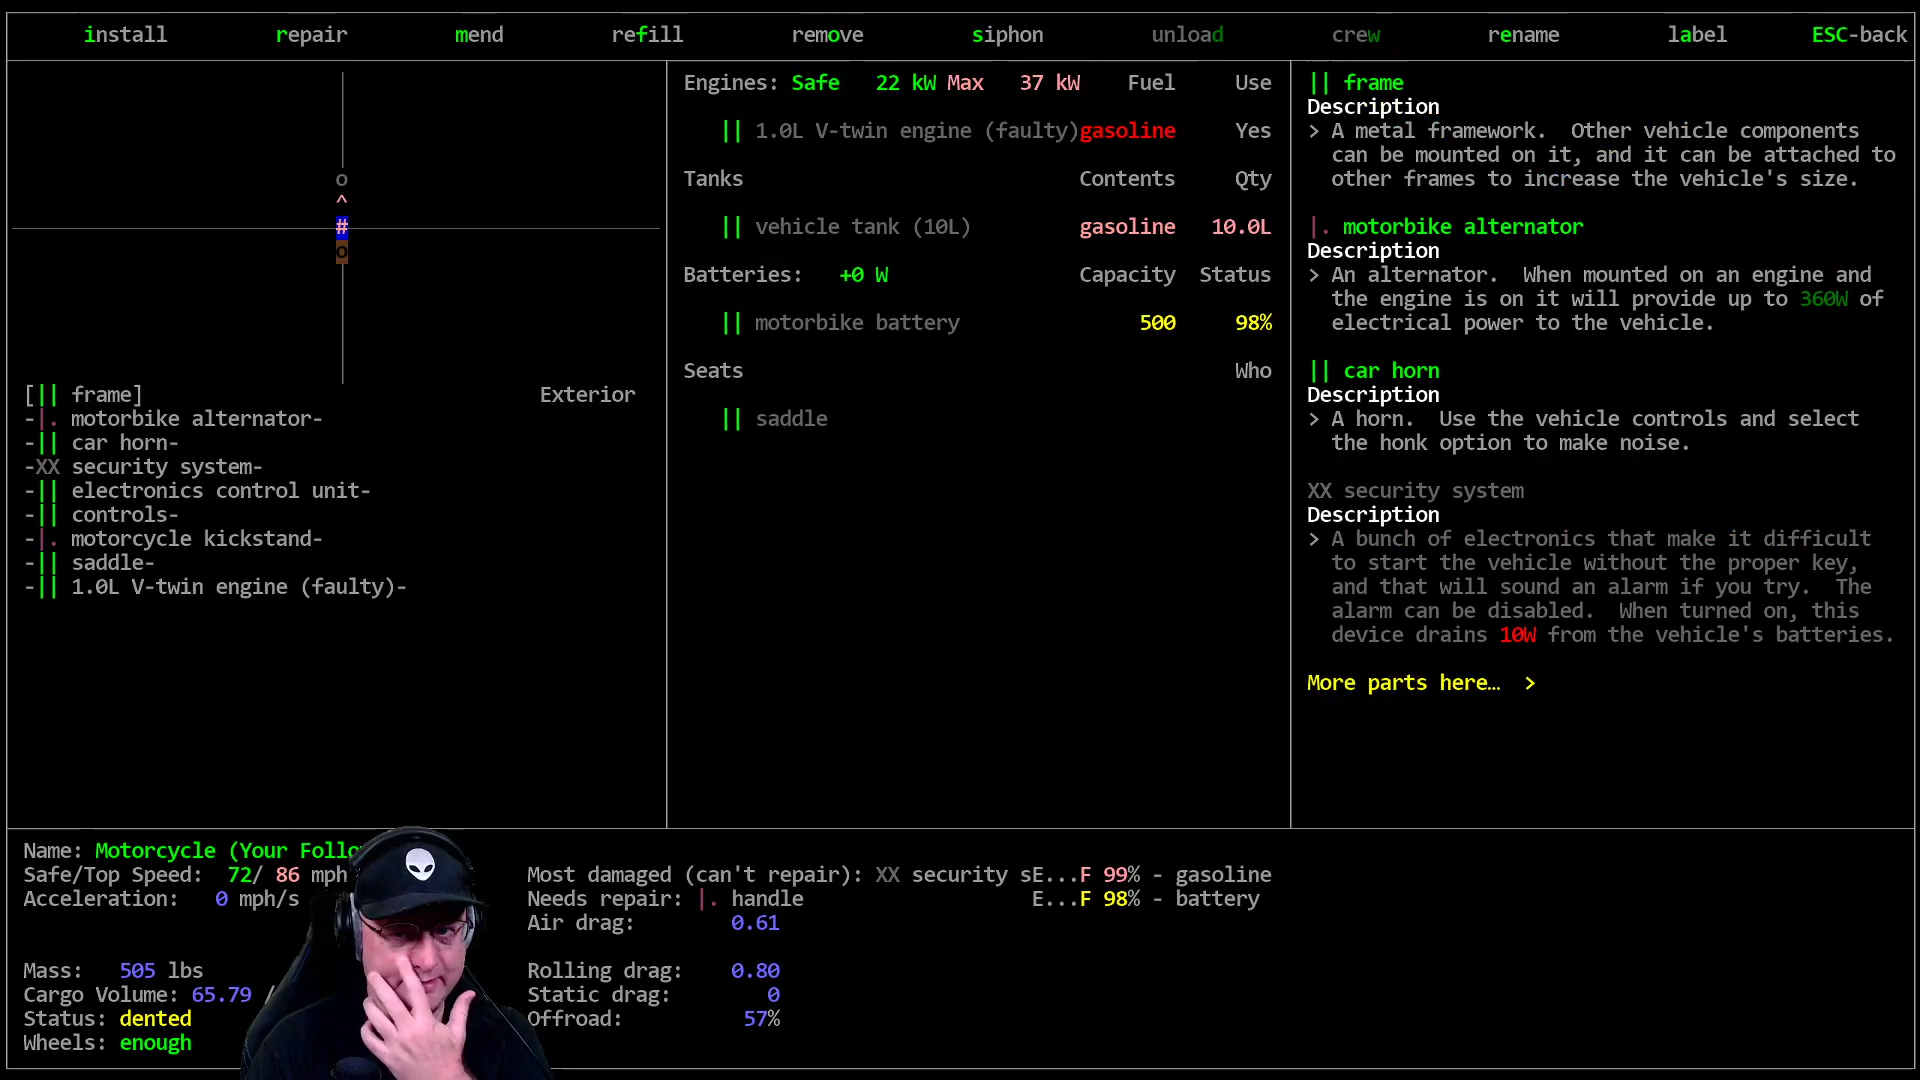 install repair mend refill remove siphon unload crew rename label ESC-back
o
^
#
o
[|| frame] Exterior
-|. motorbike alternator-
-|| car horn-
-XX security system-
-|| electronics control unit-
-|| controls-
-|. motorcycle kickstand-
-|| saddle-
-|| 1.0L V-twin engine (faulty)-
Engines: Safe 22 kW Max 37 kW Fuel Use
|| 1.0L V-twin engine (faulty)gasoline Yes
Tanks Contents Qty
|| vehicle tank (10L) gasoline 10.0L
Batteries: +0 W Capacity Status
|| motorbike battery 500 98%
Seats Who
|| saddle
|| frame
Description
> A metal framework. Other vehicle components
can be mounted on it, and it can be attached to
other frames to increase the vehicle's size.
|. motorbike alternator
Description
> An alternator. When mounted on an engine and
the engine is on it will provide up to 360W of
electrical power to the vehicle.
|| car horn
Description
> A horn. Use the vehicle controls and select
the honk option to make noise.
XX security system
Description
> A bunch of electronics that make it difficult
to start the vehicle without the proper key,
and that will sound an alarm if you try. The
alarm can be disabled. When turned on, this
device drains 10W from the vehicle's batteries.
More parts here… >
Name: Motorcycle (Your Follo
Safe/Top Speed: 72/ 86 mph
Acceleration: 0 mph/s
Mass: 505 lbs
Cargo Volume: 65.79 /
Status: dented
Wheels: enough
Most damaged (can't repair): XX security sE...F 99% - gasoline
Needs repair: |. handle E...F 98% - battery
Air drag: 0.61
Rolling drag: 0.80
Static drag: 0
Offroad: 57%